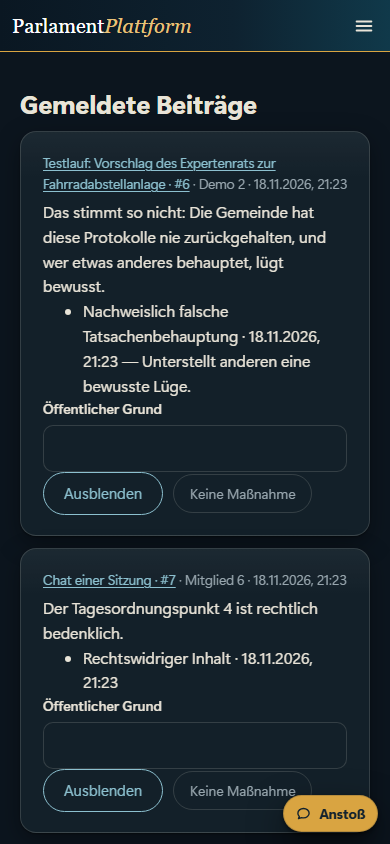 ParlamentPlattform
Gemeldete Beiträge
Testlauf: Vorschlag des Expertenrats zur
Fahrradabstellanlage · #6 · Demo 2 · 18.11.2026, 21:23
Das stimmt so nicht: Die Gemeinde hat
diese Protokolle nie zurückgehalten, und
wer etwas anderes behauptet, lügt
bewusst.
• Nachweislich falsche
Tatsachenbehauptung · 18.11.2026,
21:23 — Unterstellt anderen eine
bewusste Lüge.
Öffentlicher Grund
Ausblenden Keine Maßnahme
Chat einer Sitzung · #7 · Mitglied 6 · 18.11.2026, 21:23
Der Tagesordnungspunkt 4 ist rechtlich
bedenklich.
• Rechtswidriger Inhalt · 18.11.2026,
21:23
Öffentlicher Grund
Ausblenden Keine Maßnahme
Anstoß